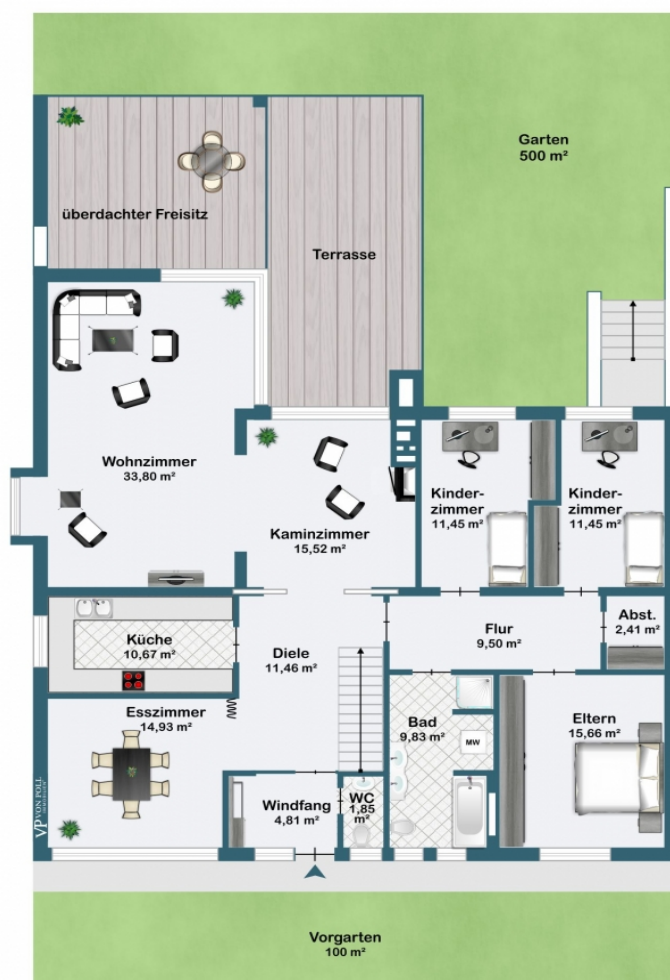 Garten
500 m²
überdachter Freisitz
Terrasse
Wohnzimmer
33,80 m²
Kaminzimmer
15,52 m²
Kinder-
zimmer
11,45 m²
Kinder-
zimmer
11,45 m²
Küche
10,67 m²
Diele
11,46 m²
Flur
9,50 m²
Abst.
2,41 m²
Esszimmer
14,93 m²
Bad
9,83 m²
MW
Eltern
15,66 m²
Windfang
4,81 m²
WC
1,85
m²
VP VON POLL
IMMOBILIEN
Vorgarten
100 m²